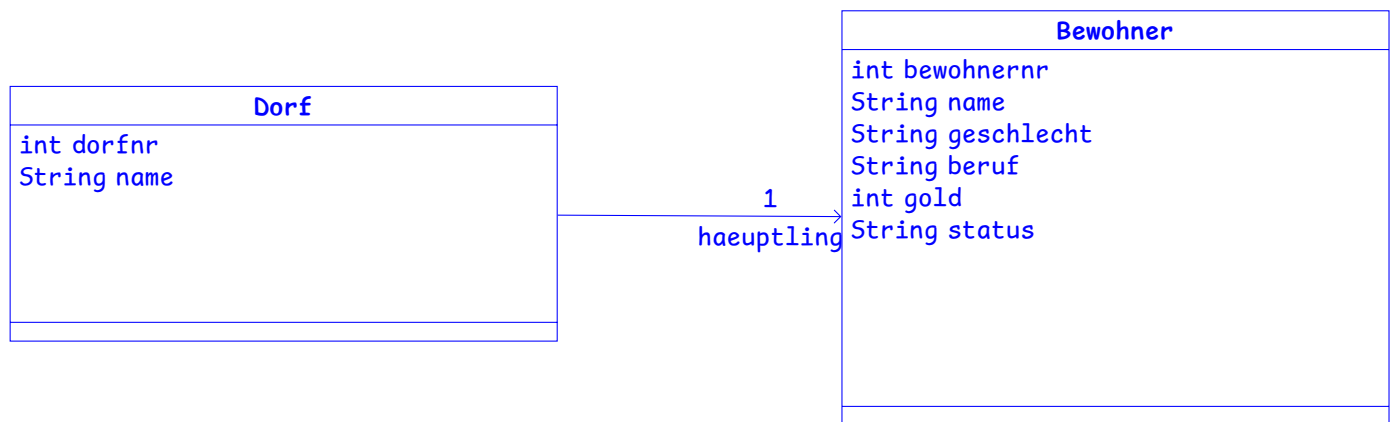 Dorf
int dorfnr
String name
1
haeuptling
Bewohner
int bewohnernr
String name
String geschlecht
String beruf
int gold
String status